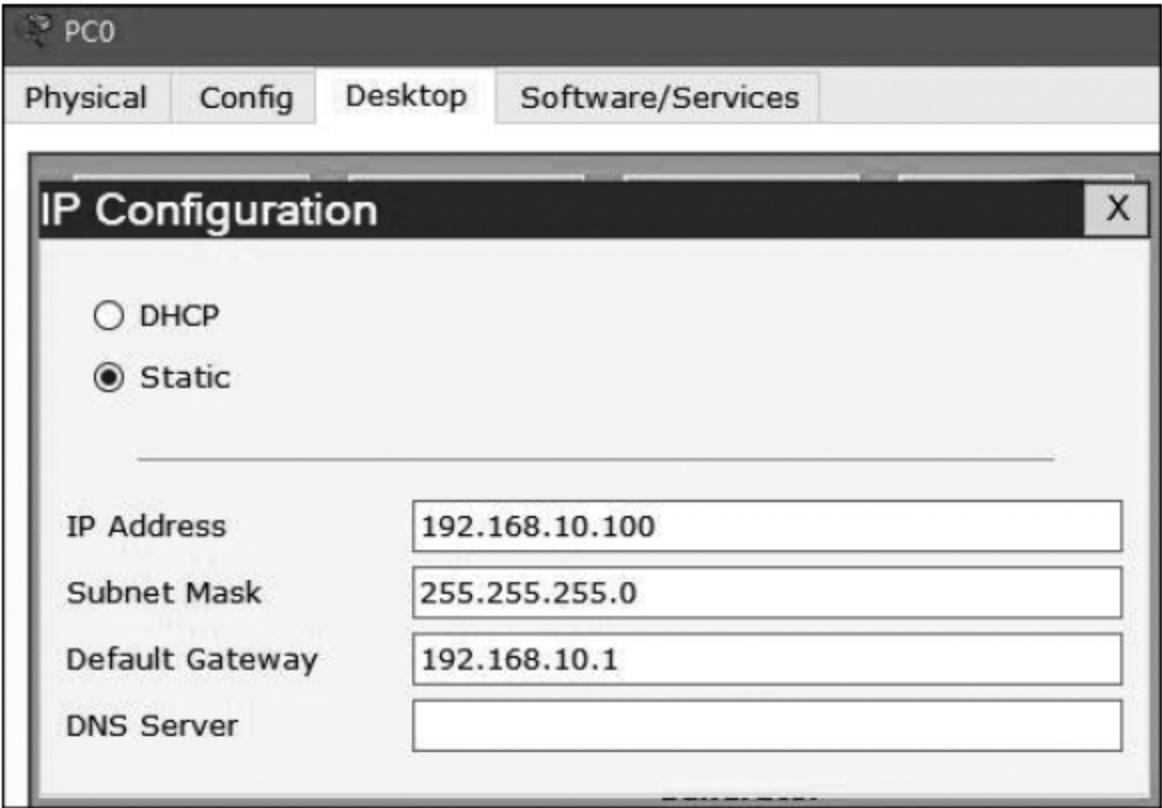 PC0
Physical Config Desktop Software/Services
IP Configuration X
DHCP
Static
IP Address 192.168.10.100
Subnet Mask 255.255.255.0
Default Gateway 192.168.10.1
DNS Server